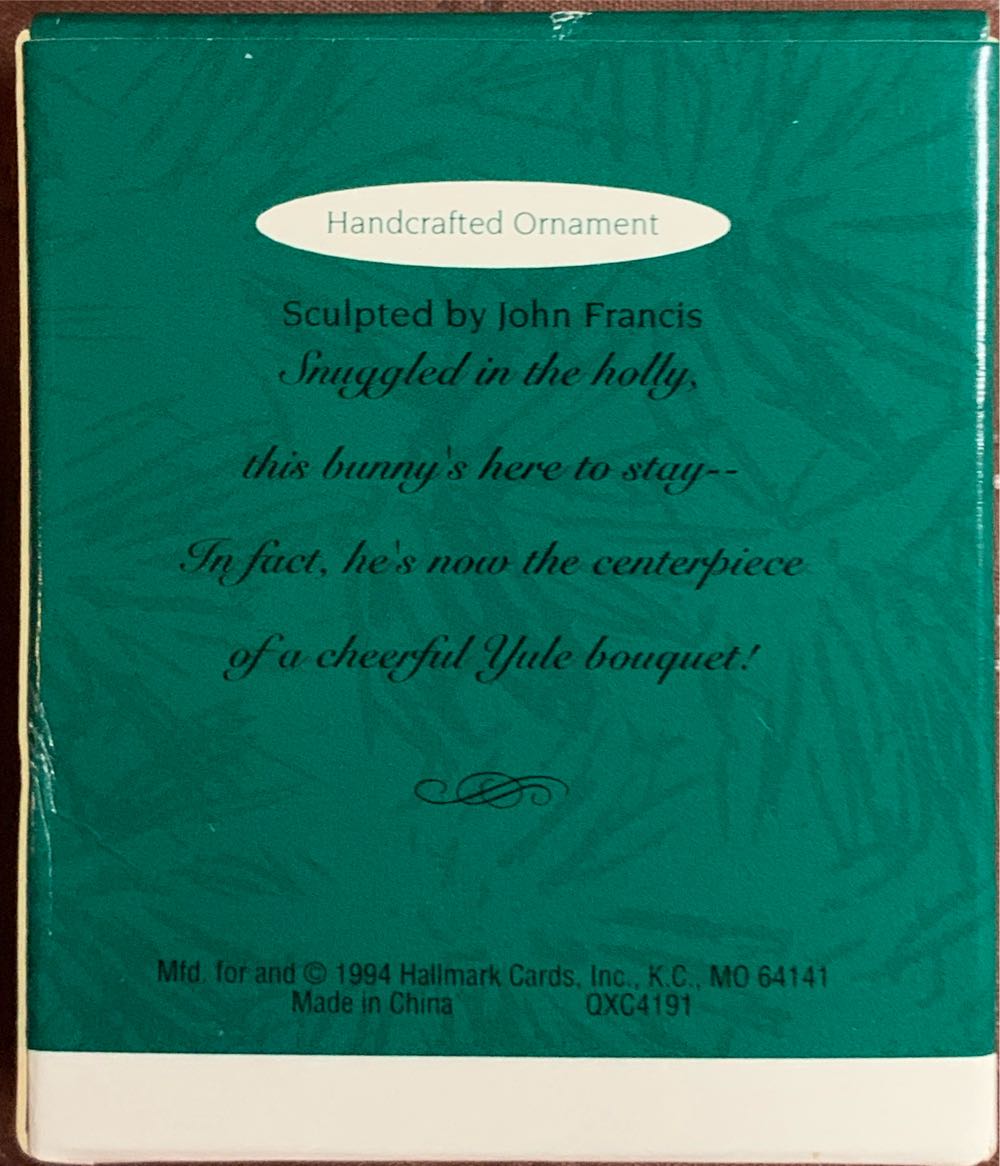 Handcrafted Ornament
Sculpted by John Francis
Snuggled in the holly,
this bunny's here to stay--
In fact, he's now the centerpiece
of a cheerful Yule bouquet!
Mfd. for and © 1994 Hallmark Cards, Inc., K.C., MO 64141
Made in China QXC4191